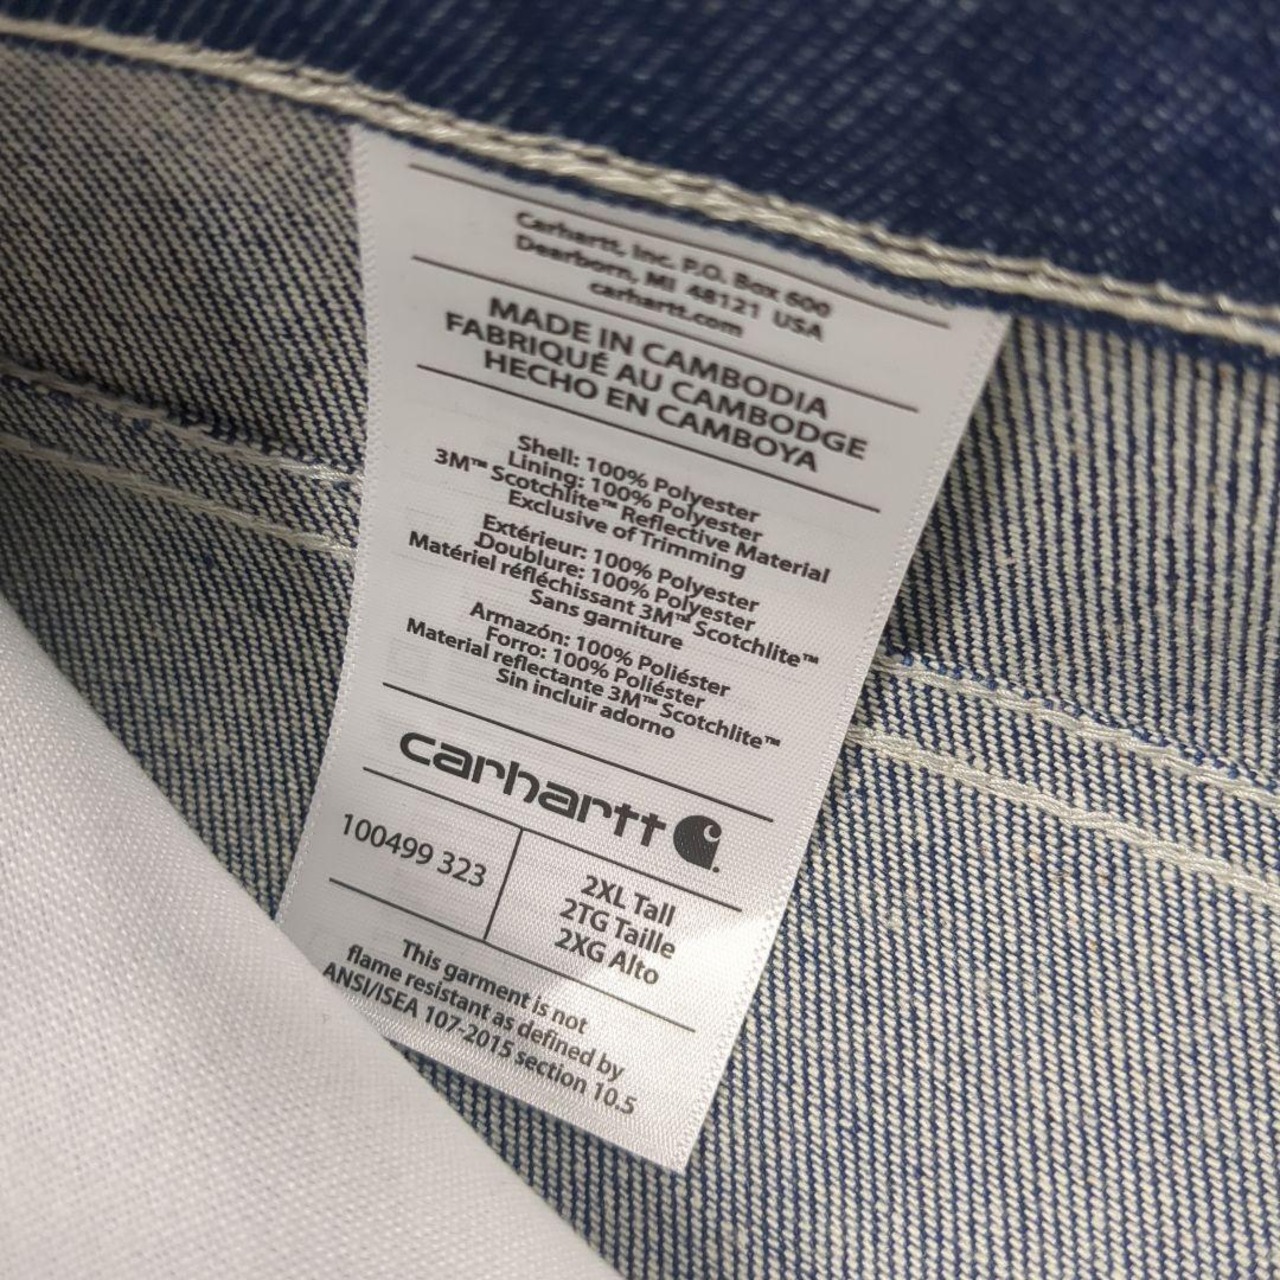 Carhartt, Inc. P.O. Box 600
Dearborn, MI 48121 USA
carhartt.com
MADE IN CAMBODIA
FABRIQUÉ AU CAMBODGE
HECHO EN CAMBOYA
Shell: 100% Polyester
Lining: 100% Polyester
3M™ Scotchlite™ Reflective Material
Exclusive of Trimming
Extérieur: 100% Polyester
Doublure: 100% Polyester
Matériel réfléchissant 3M™ Scotchlite™
Sans garniture
Armazón: 100% Poliéster
Forro: 100% Poliéster
Material reflectante 3M™ Scotchlite™
Sin incluir adorno
carhartt
100499 323
2XL Tall
2TG Taille
2XG Alto
This garment is not
flame resistant as defined by
ANSI/ISEA 107-2015 section 10.5